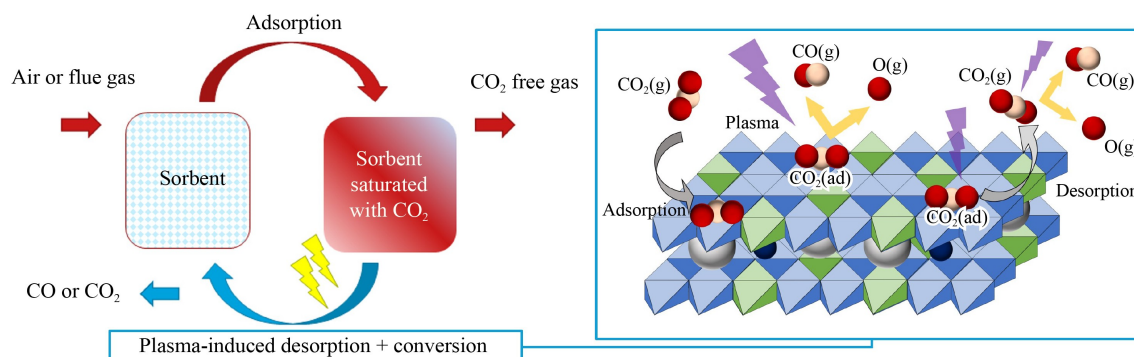 Adsorption
Air or flue gas
CO₂ free gas
Sorbent
Sorbent
saturated
with CO₂
CO or CO₂
Plasma-induced desorption + conversion
CO₂(g)
CO(g)
O(g)
Plasma
CO₂(g)
CO(g)
O(g)
CO₂(ad)
Adsorption
CO₂(ad)
Desorption